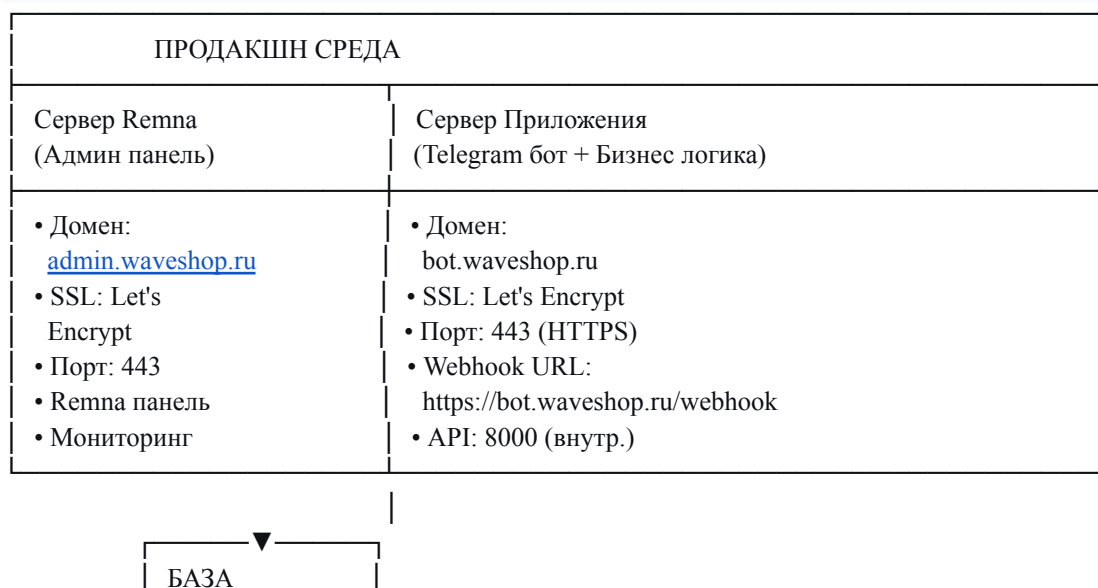 ПРОДАКШН СРЕДА
Сервер Remna
(Админ панель)
Сервер Приложения
(Telegram бот + Бизнес логика)
• Домен:
admin.waveshop.ru
• SSL: Let's
Encrypt
• Порт: 443
• Remna панель
• Мониторинг
• Домен:
bot.waveshop.ru
• SSL: Let's Encrypt
• Порт: 443 (HTTPS)
• Webhook URL:
https://bot.waveshop.ru/webhook
• API: 8000 (внутр.)
БАЗА